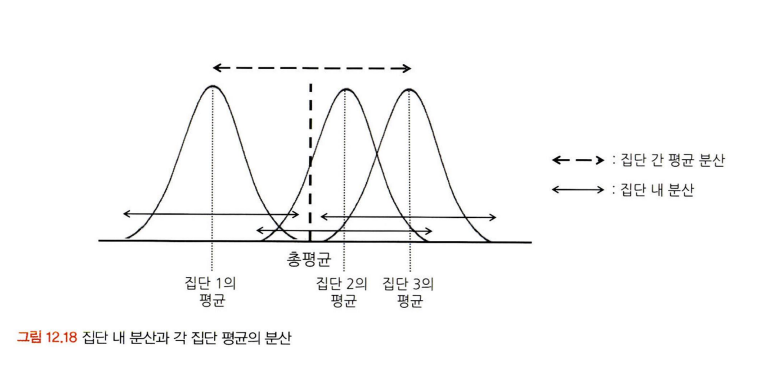 : 집단 간 평균 분산
: 집단 내 분산
총평균
집단 1의
평균
집단 2의
평균
집단 3의
평균
그림 12.18 집단 내 분산과 각 집단 평균의 분산